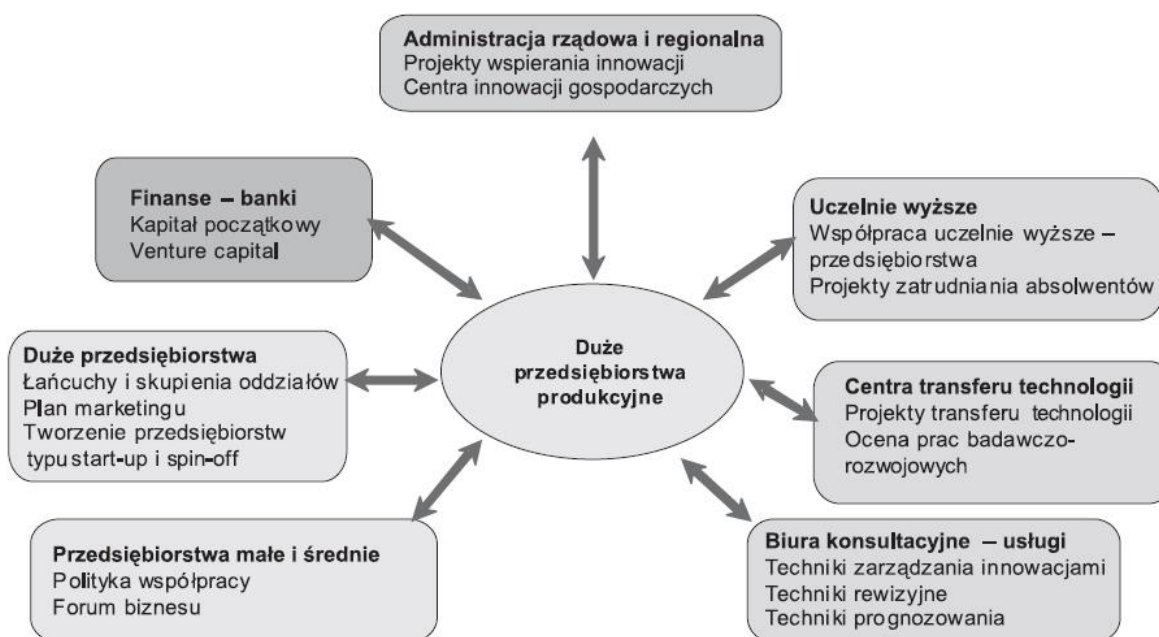 Administracja rządowa i regionalna
Projekty wspierania innowacji
Centra innowacji gospodarczych
Finanse – banki
Kapitał początkowy
Venture capital
Uczelnie wyższe
Współpraca uczelnie wyższe –
przedsiębiorstwa
Projekty zatrudniania absolwentów
Duże
przedsiębiorstwa
produkcyjne
Duże przedsiębiorstwa
Łańcuchy i skupienia oddziałów
Plan marketingu
Tworzenie przedsiębiorstw
typu start-up i spin-off
Centra transferu technologii
Projekty transferu technologii
Ocena prac badawczo-
rozwojowych
Przedsiębiorstwa małe i średnie
Polityka współpracy
Forum biznesu
Biura konsultacyjne – usługi
Techniki zarządzania innowacjami
Techniki rewizyjne
Techniki prognozowania